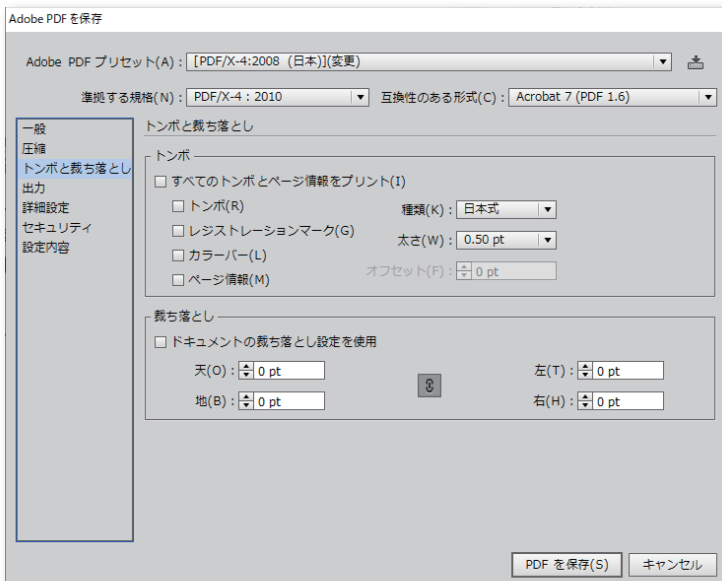 Adobe PDF を保存
Adobe PDF プリセット(A) : [PDF/X-4:2008 (日本)](変更)
準拠する規格(N) : PDF/X-4 : 2010 互換性のある形式(C) : Acrobat 7 (PDF 1.6)
一般
圧縮
トンボと裁ち落とし
出力
詳細設定
セキュリティ
設定内容
トンボと裁ち落とし
トンボ
すべてのトンボとページ情報をプリント(I)
トンボ(R) 種類(K) : 日本式
レジストレーションマーク(G) 太さ(W) : 0.50 pt
カラーバー(L)
オフセット(F) : 0 pt
ページ情報(M)
裁ち落とし
ドキュメントの裁ち落とし設定を使用
天(O) : 0 pt 左(T) : 0 pt
地(B) : 0 pt 右(H) : 0 pt
PDF を保存(S) キャンセル